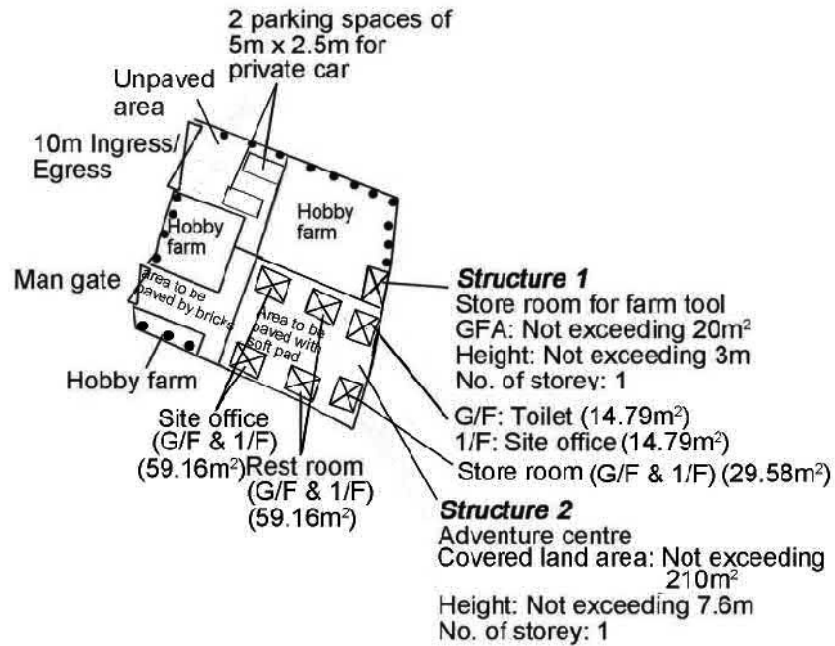 2 parking spaces of
5m x 2.5m for
private car
Unpaved
area
10m Ingress/
Egress
Hobby
farm
Hobby
farm
Man gate
area to be
paved by bricks
Area to be
paved with
soft pad
Hobby farm
Structure 1
Store room for farm tool
GFA: Not exceeding 20m²
Height: Not exceeding 3m
No. of storey: 1
G/F: Toilet (14.79m²)
1/F: Site office (14.79m²)
Store room (G/F & 1/F) (29.58m²)
Site office
(G/F & 1/F)
(59.16m²)
Rest room
(G/F & 1/F)
(59.16m²)
Structure 2
Adventure centre
Covered land area: Not exceeding
210m²
Height: Not exceeding 7.6m
No. of storey: 1